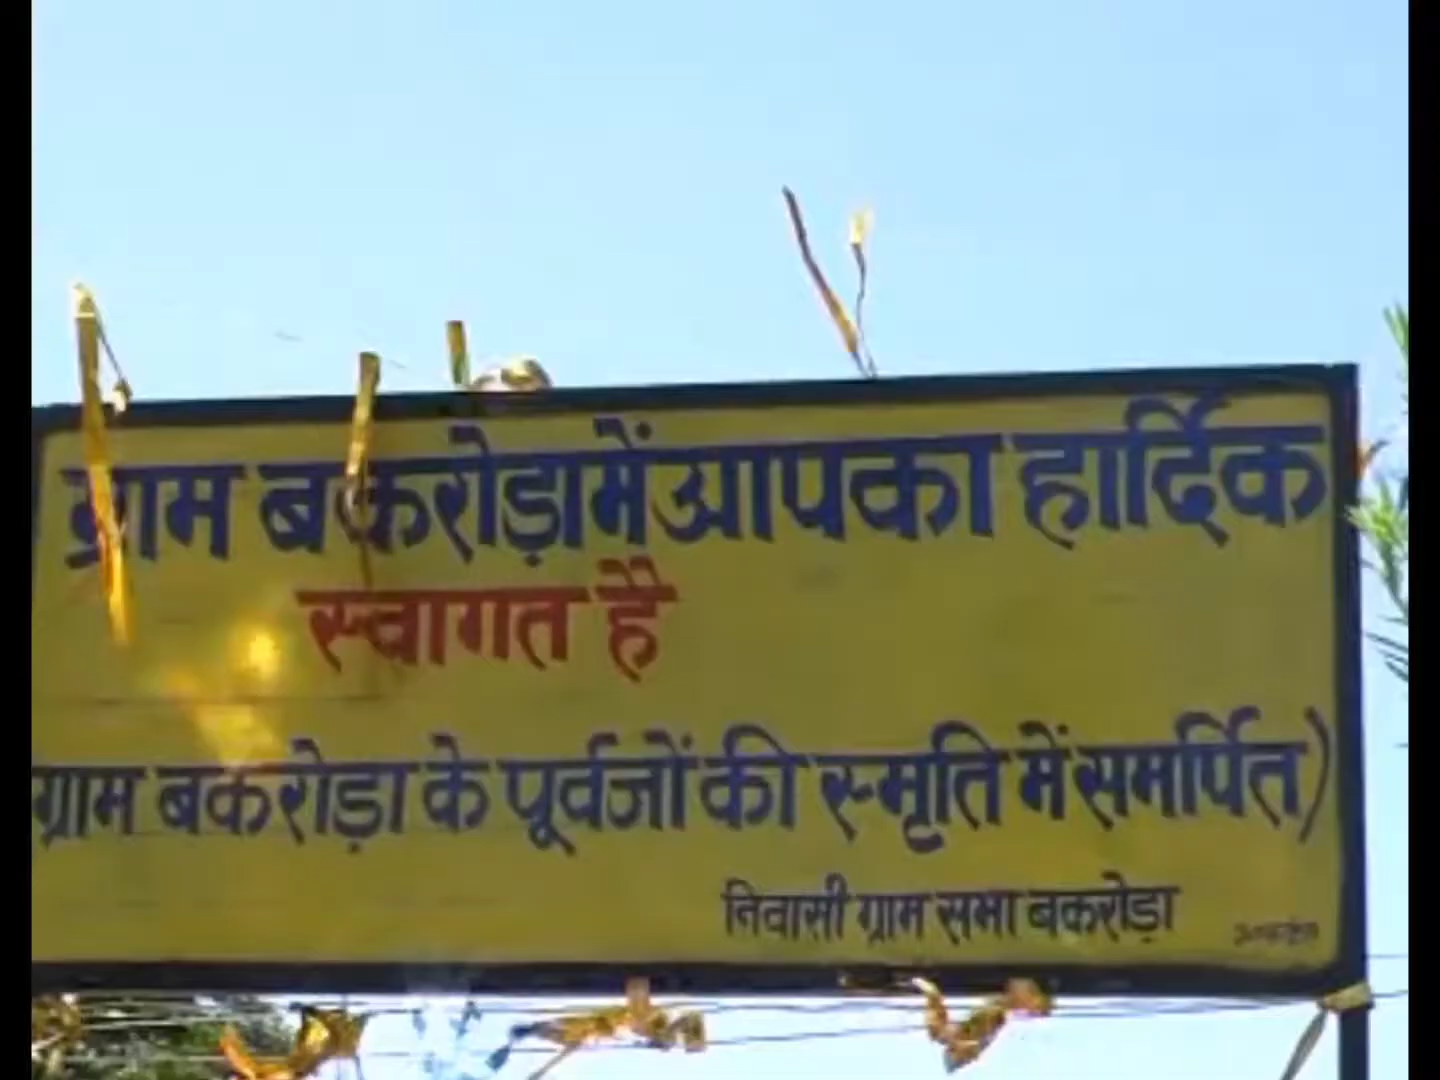 ग्राम बकरोड़ा में आपका हार्दिक
स्वागत है
ग्राम बकरोड़ा के पूर्वजों की स्मृति में समर्पित)
निवासी ग्राम सभा बकरोड़ा